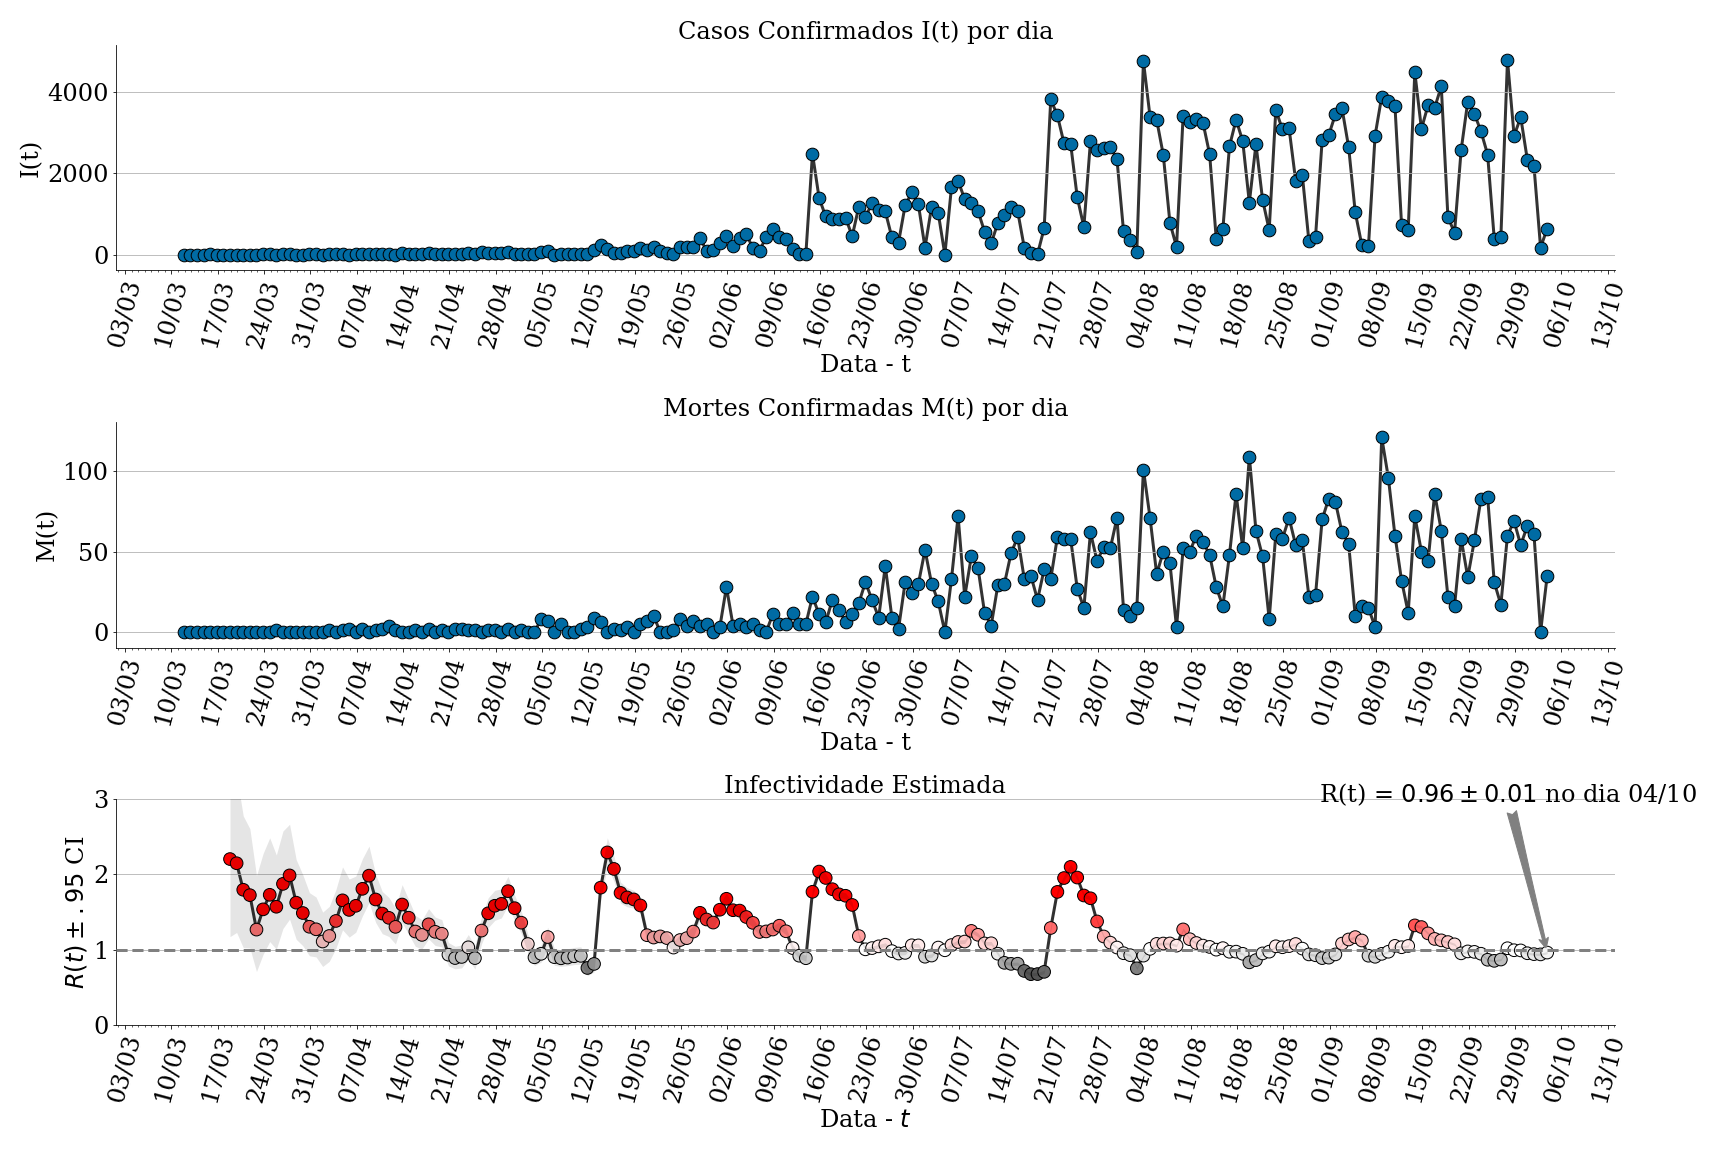 Casos Confirmados I(t) por dia
I(t)
4000
2000
0
03/03 10/03 17/03 24/03 31/03 07/04 14/04 21/04 28/04 05/05 12/05 19/05 26/05 02/06 09/06 16/06 23/06 30/06 07/07 14/07 21/07 28/07 04/08 11/08 18/08 25/08 01/09 08/09 15/09 22/09 29/09 06/10 13/10
Data - t
Mortes Confirmadas M(t) por dia
M(t)
100
50
0
03/03 10/03 17/03 24/03 31/03 07/04 14/04 21/04 28/04 05/05 12/05 19/05 26/05 02/06 09/06 16/06 23/06 30/06 07/07 14/07 21/07 28/07 04/08 11/08 18/08 25/08 01/09 08/09 15/09 22/09 29/09 06/10 13/10
Data - t
Infectividade Estimada
R(t) = 0.96 ± 0.01 no dia 04/10
R(t) ± .95 CI
3
2
1
0
03/03 10/03 17/03 24/03 31/03 07/04 14/04 21/04 28/04 05/05 12/05 19/05 26/05 02/06 09/06 16/06 23/06 30/06 07/07 14/07 21/07 28/07 04/08 11/08 18/08 25/08 01/09 08/09 15/09 22/09 29/09 06/10 13/10
Data - t